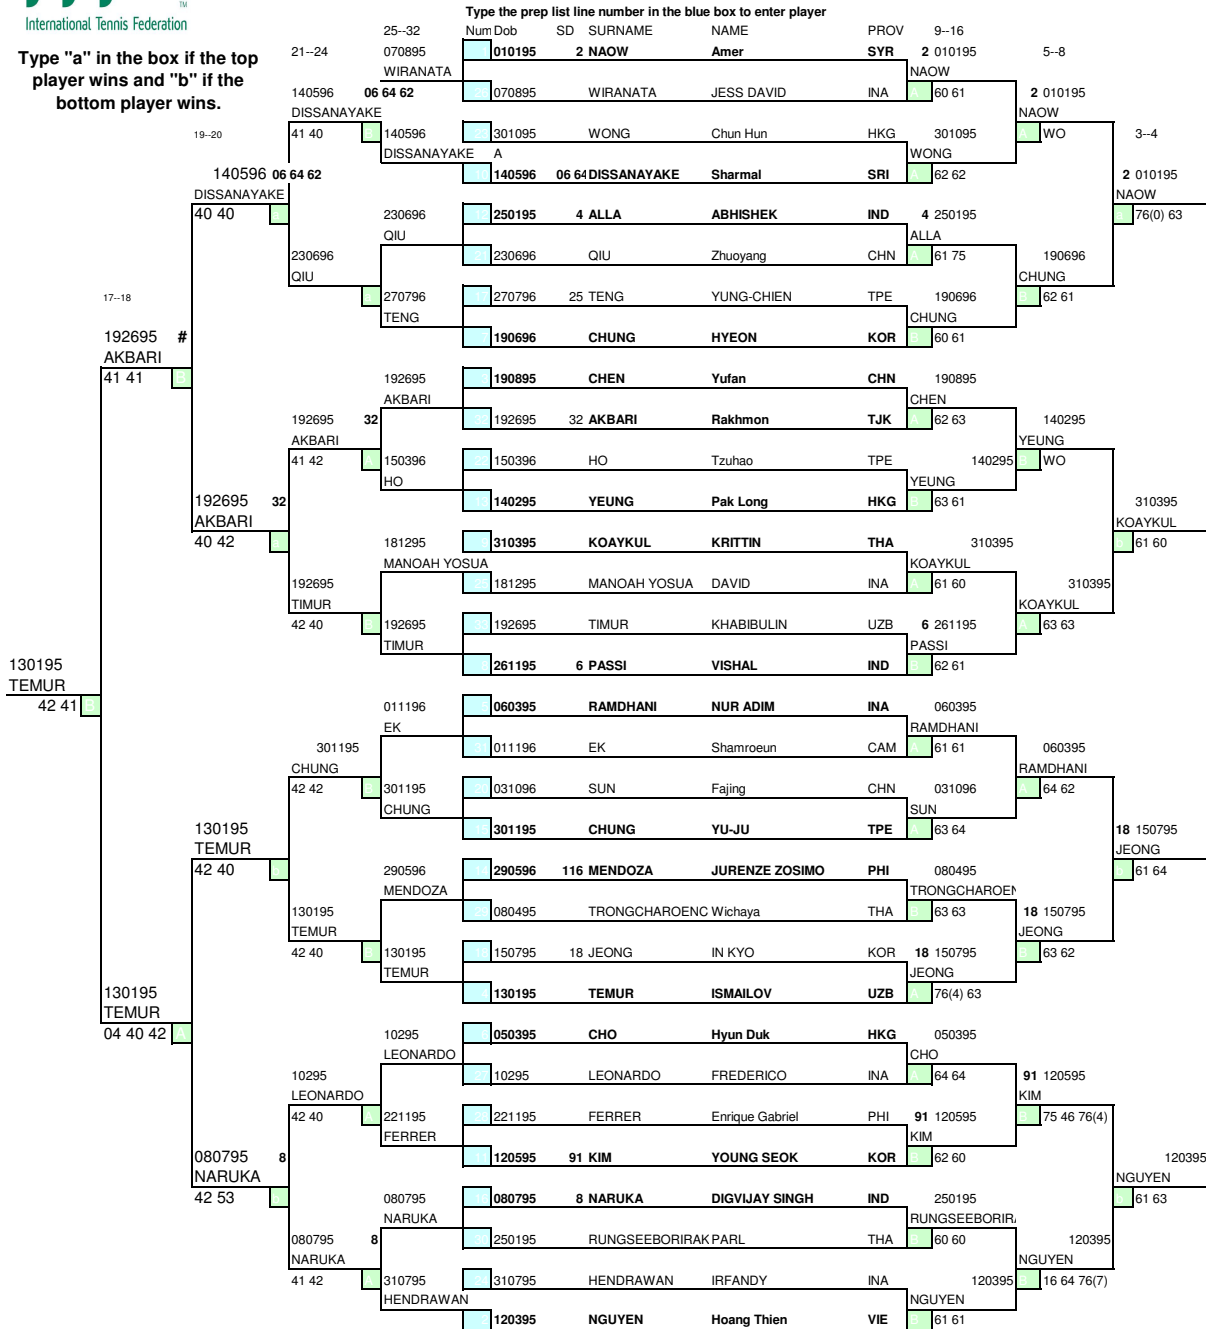 TM
International Tennis Federation
Type the prep list line number in the blue box to enter player
Type "a" in the box if the top
player wins and "b" if the
bottom player wins.
25--32 Num Dob SD SURNAME NAME PROV 9--16
21--24 070895 010195 2 NAOW Amer SYR 2 010195 5--8
WIRANATA NAOW
140596 06 64 62 070895 WIRANATA JESS DAVID INA A 60 61 2 010195
DISSANAYAKE NAOW
19--20 41 40 B 140596 301095 WONG Chun Hun HKG 301095 A WO 3--4
DISSANAYAKE A WONG
140596 06 64 62 140596 06 64 DISSANAYAKE Sharmal SRI A 62 62 2 010195
DISSANAYAKE NAOW
40 40 230696 250195 4 ALLA ABHISHEK IND 4 250195 76(0) 63
QIU ALLA
230696 230696 QIU Zhuoyang CHN A 61 75 190696
QIU CHUNG
17--18 270796 270796 25 TENG YUNG-CHIEN TPE 190696 B 62 61
TENG CHUNG
192695 # 190696 CHUNG HYEON KOR B 60 61
AKBARI
41 41 B 192695 190895 CHEN Yufan CHN 190895
AKBARI CHEN
192695 32 192695 32 AKBARI Rakhmon TJK A 62 63 140295
AKBARI YEUNG
41 42 A 150396 150396 HO Tzuhao TPE 140295 B WO
HO YEUNG
192695 32 140295 YEUNG Pak Long HKG B 63 61 310395
AKBARI KOAYKUL
40 42 181295 310395 KOAYKUL KRITTIN THA 310395 61 60
MANOAH YOSUA KOAYKUL
192695 181295 MANOAH YOSUA DAVID INA A 61 60 310395
TIMUR KOAYKUL
42 40 B 192695 192695 TIMUR KHABIBULIN UZB 6 261195 A 63 63
TIMUR PASSI
130195 261195 6 PASSI VISHAL IND B 62 61
TEMUR
42 41 B 011196 060395 RAMDHANI NUR ADIM INA 060395
EK RAMDHANI
301195 011196 EK Shamroeun CAM A 61 61 060395
CHUNG RAMDHANI
42 42 B 301195 031096 SUN Fajing CHN 031096 A 64 62
CHUNG SUN
130195 301195 CHUNG YU-JU TPE A 63 64 18 150795
TEMUR JEONG
42 40 290596 290596 116 MENDOZA JURENZE ZOSIMO PHI 080495 61 64
MENDOZA TRONGCHAROEN
130195 080495 TRONGCHAROENC Wichaya THA B 63 63 18 150795
TEMUR JEONG
42 40 B 130195 150795 18 JEONG IN KYO KOR 18 150795 B 63 62
TEMUR JEONG
130195 130195 TEMUR ISMAILOV UZB A 76(4) 63
TEMUR
04 40 42 A 10295 050395 CHO Hyun Duk HKG 050395
LEONARDO CHO
10295 10295 LEONARDO FREDERICO INA A 64 64 91 120595
LEONARDO KIM
42 40 A 221195 221195 FERRER Enrique Gabriel PHI 91 120595 B 75 46 76(4)
FERRER KIM
080795 8 120595 91 KIM YOUNG SEOK KOR B 62 60 120395
NARUKA NGUYEN
42 53 080795 080795 8 NARUKA DIGVIJAY SINGH IND 250195 61 63
NARUKA RUNGSEEBORIR
080795 8 250195 RUNGSEEBORIRAK PARL THA B 60 60 120395
NARUKA NGUYEN
41 42 A 310795 310795 HENDRAWAN IRFANDY INA 120395 B 16 64 76(7)
HENDRAWAN NGUYEN
120395 NGUYEN Hoang Thien VIE B 61 61